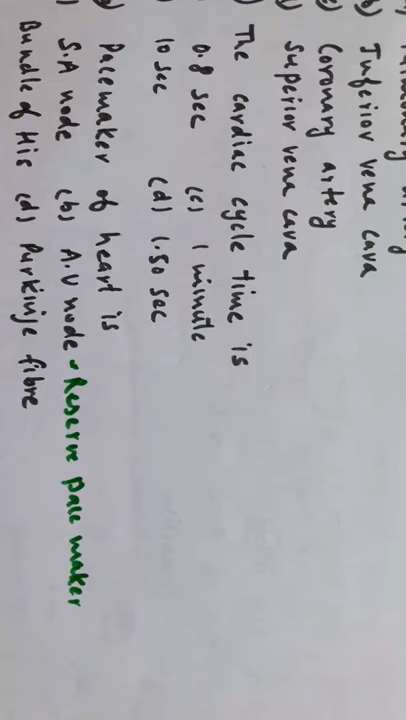 b) Inferior vena cava
c) Coronary artery
) Superior vena cava
) The cardiac cycle time is
0.8 sec (c) 1 minute
10 sec (d) 1.50 sec
) Pacemaker of heart is
) S.A node (b) A.V node - Reserve pace maker
Bundle of His (d) Purkinje fibre